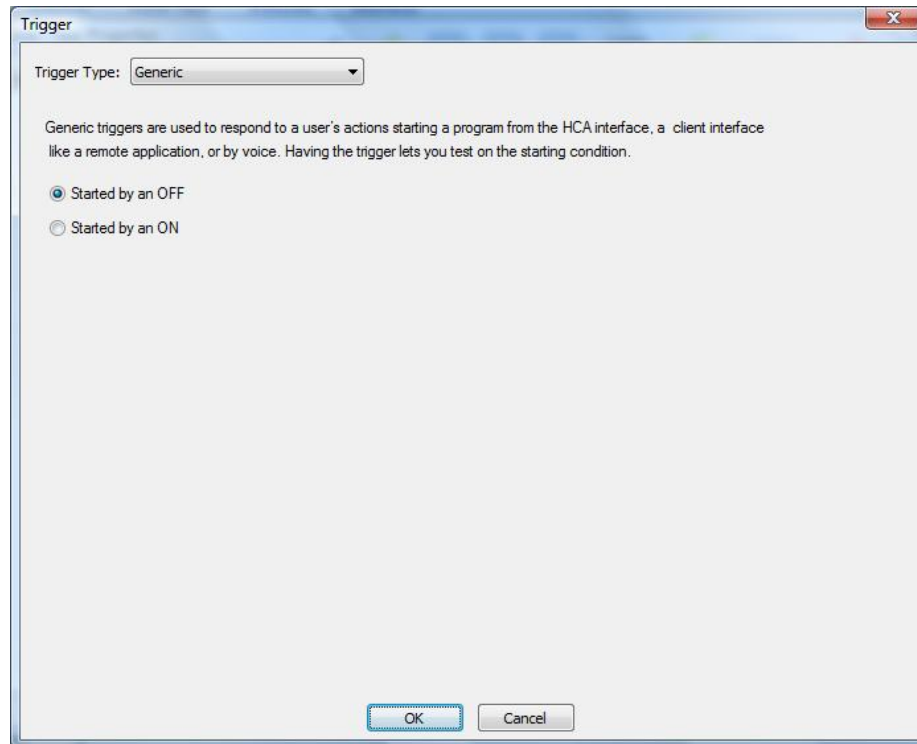 Trigger
Trigger Type: Generic
Generic triggers are used to respond to a user's actions starting a program from the HCA interface, a client interface
like a remote application, or by voice. Having the trigger lets you test on the starting condition.
Started by an OFF
Started by an ON
OK Cancel